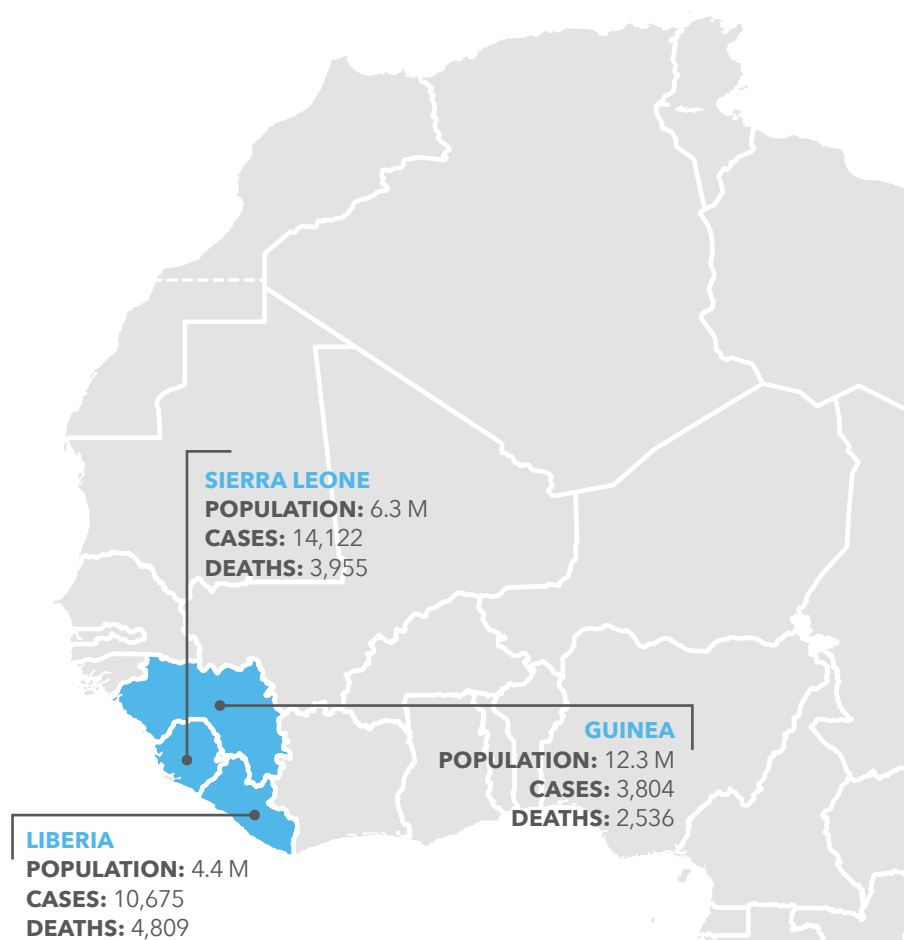 SIERRA LEONE
POPULATION: 6.3 M
CASES: 14,122
DEATHS: 3,955
GUINEA
POPULATION: 12.3 M
CASES: 3,804
DEATHS: 2,536
LIBERIA
POPULATION: 4.4 M
CASES: 10,675
DEATHS: 4,809